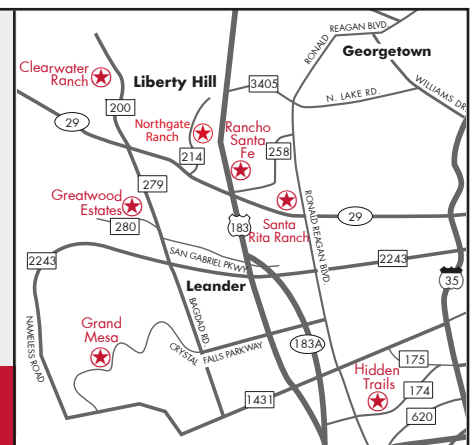 RONALD
REAGAN BLVD.
Georgetown
Clearwater
Ranch
Liberty Hill
3405
N. LAKE RD.
WILLIAMS DR
200
29
Northgate
Ranch
Rancho
Santa
Fe
214
258
279
Greatwood
Estates
280
183
Santa
Rita Ranch
RONALD REAGAN BLVD.
29
SAN GABRIEL PKWY
2243
2243
Leander
35
NAMELESS ROAD
BAGDAD RD.
Grand
Mesa
CRYSTAL FALLS PARKWAY
183A
175
Hidden
Trails
174
1431
620